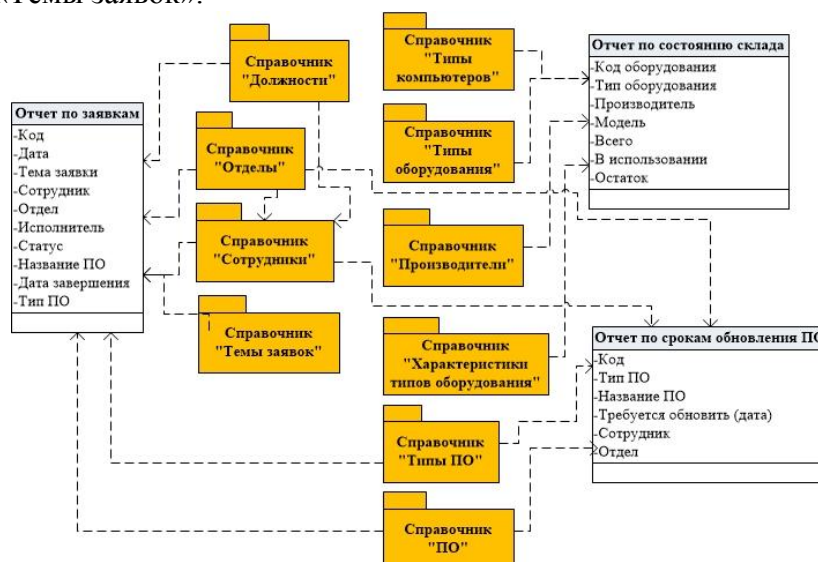 «Темы заявок».
Справочник
"Должности"
Справочник
"Типы
компьютеров"
Отчет по состоянию склада
-Код оборудования
-Тип оборудования
-Производитель
-Модель
-Всего
-В использовании
-Остаток
Отчет по заявкам
-Код
-Дата
-Тема заявки
-Сотрудник
-Отдел
-Исполнитель
-Статус
-Название ПО
-Дата завершения
-Тип ПО
Справочник
"Отделы"
Справочник
"Типы
оборудования"
Справочник
"Сотрудники"
Справочник
"Производители"
Справочник
"Темы заявок"
Справочник
"Характеристики
типов оборудования"
Отчет по срокам обновления ПО
-Код
-Тип ПО
-Название ПО
-Требуется обновить (дата)
-Сотрудник
-Отдел
Справочник
"Типы ПО"
Справочник
"ПО"